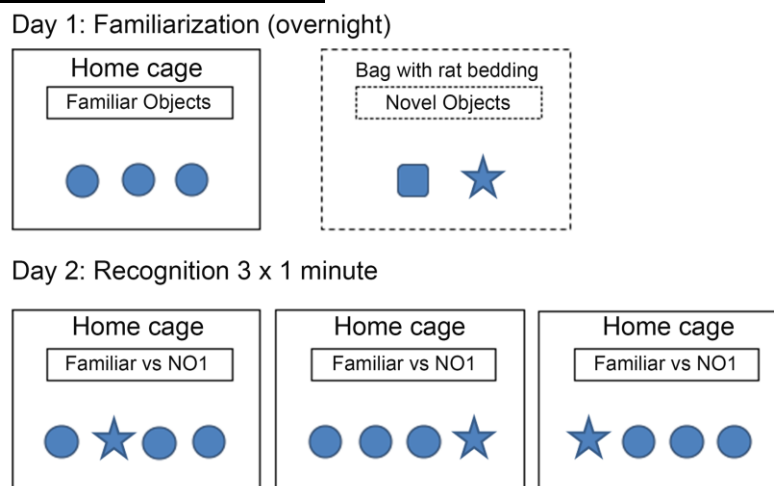 Day 1: Familiarization (overnight)
Home cage
Familiar Objects
Bag with rat bedding
Novel Objects
Day 2: Recognition 3 x 1 minute
Home cage
Familiar vs NO1
Home cage
Familiar vs NO1
Home cage
Familiar vs NO1